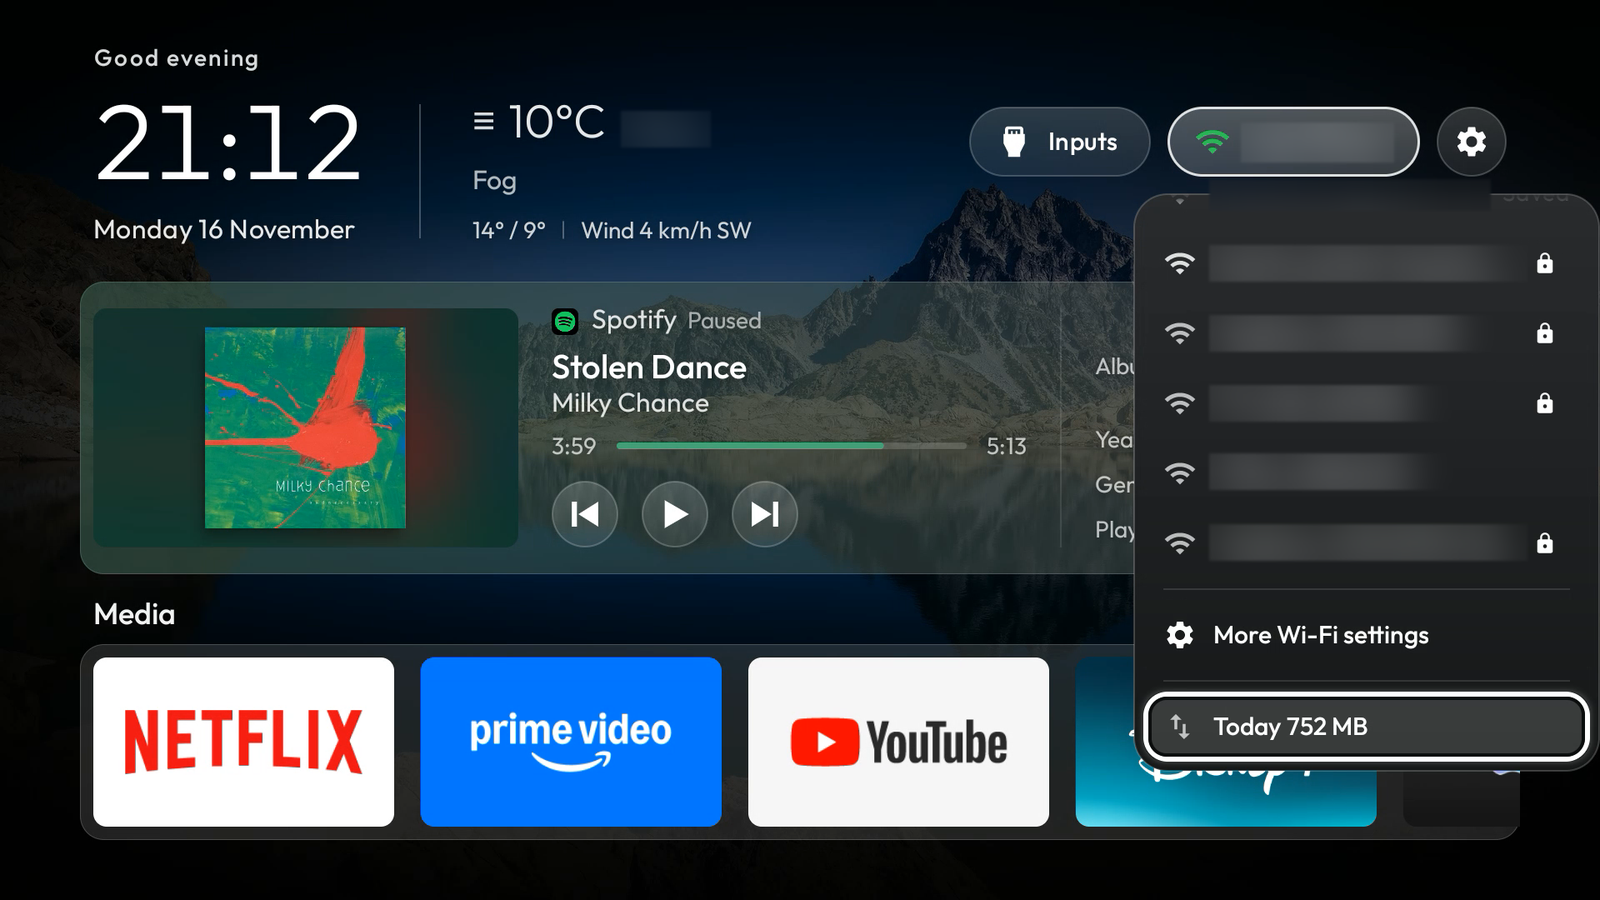 Good evening
21:12
Monday 16 November
10°C
Fog
14° / 9° | Wind 4 km/h SW
Inputs
Saved
Spotify Paused
Stolen Dance
Milky Chance
3:59
5:13
MILKY CHANCE
Media
NETFLIX
prime video
YouTube
More Wi-Fi settings
Today 752 MB